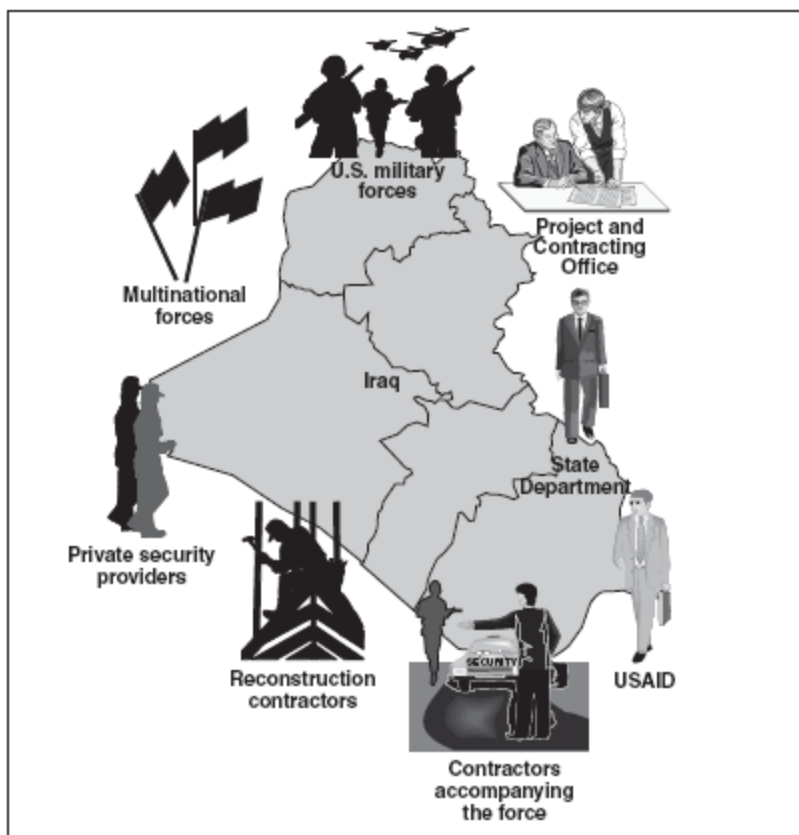 U.S. military
forces
Project and
Contracting
Office
Multinational
forces
Iraq
State
Department
Private security
providers
Reconstruction
contractors
SECURITY
USAID
Contractors
accompanying
the force